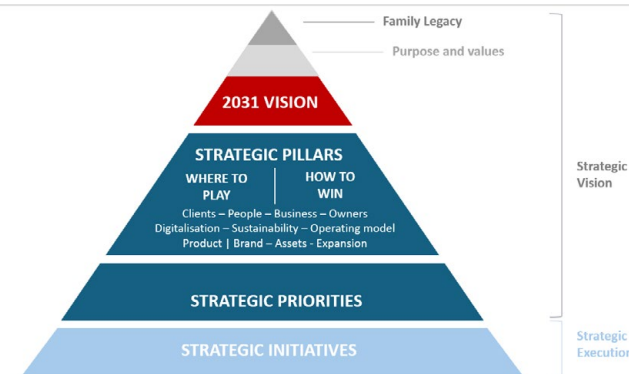 Family Legacy
Purpose and values
2031 VISION
STRATEGIC PILLARS
WHERE TO
PLAY
HOW TO
WIN
Clients – People – Business – Owners
Digitalisation – Sustainability – Operating model
Product | Brand – Assets - Expansion
Strategic
Vision
STRATEGIC PRIORITIES
STRATEGIC INITIATIVES
Strategic
Execution